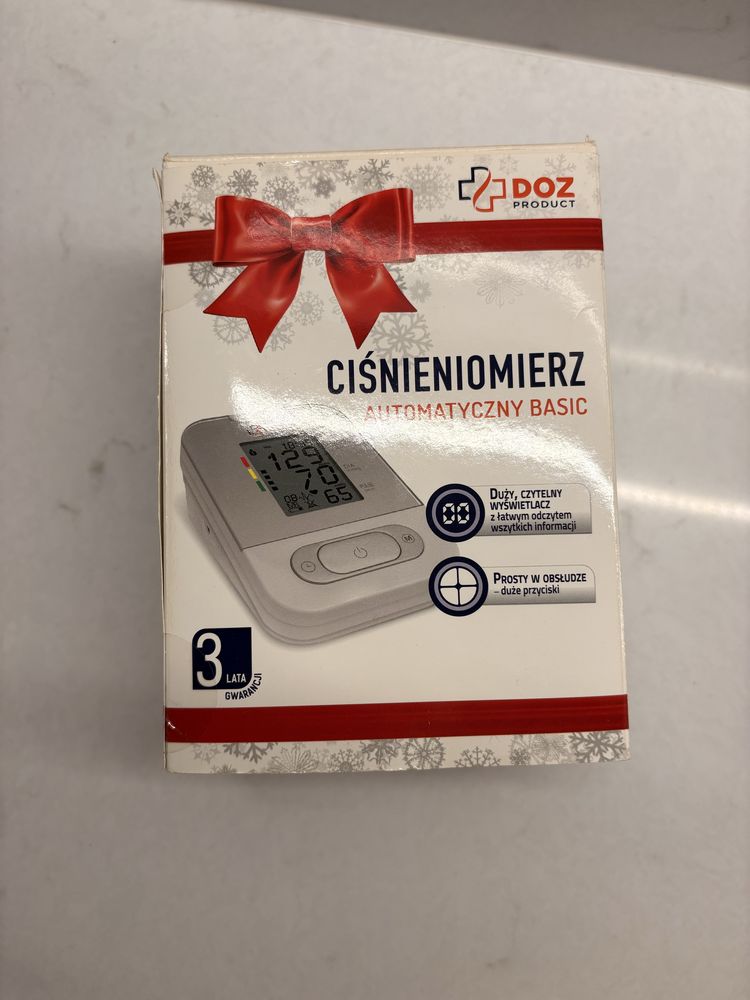 DOZ
PRODUCT
CIŚNIENIOMIERZ
AUTOMATYCZNY BASIC
129
70
65
M
DUŻY, CZYTELNY
WYŚWIETLACZ
z łatwym odczytem
wszytkich informacji
PROSTY W OBSŁUDZE
– duże przyciski
3
LATA
GWARANCJI